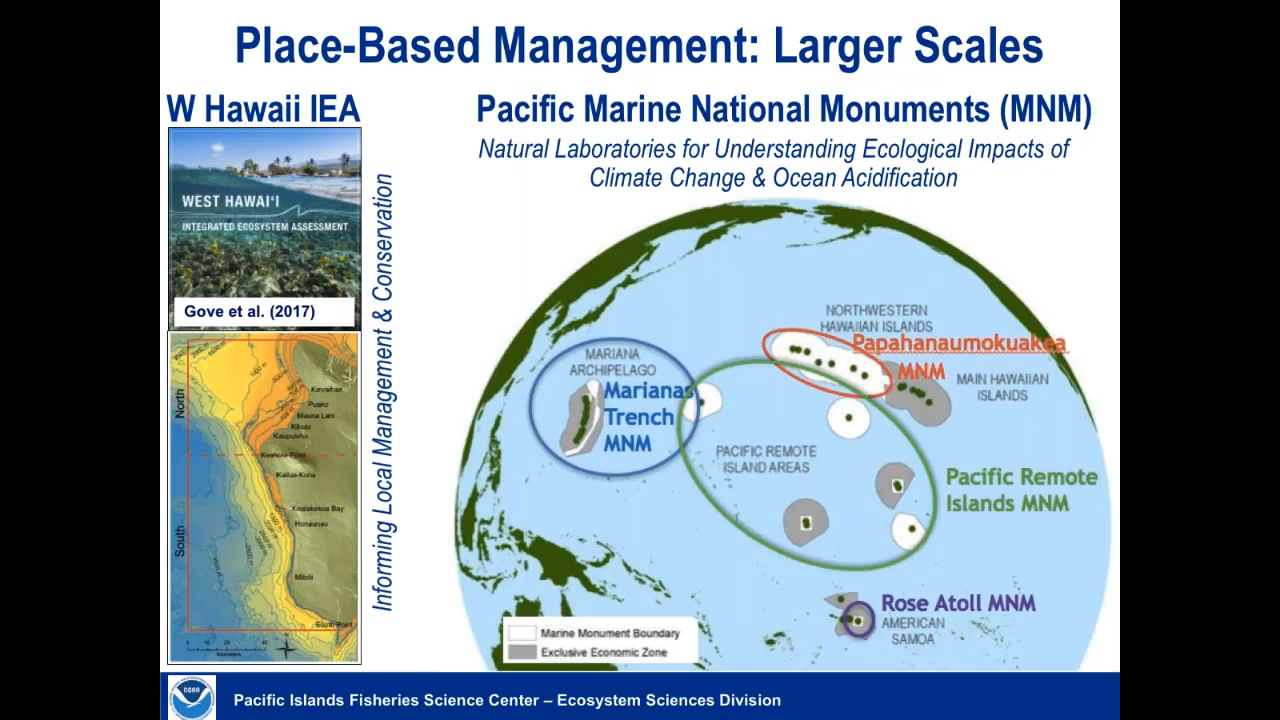 Place-Based Management: Larger Scales
W Hawaii IEA
Pacific Marine National Monuments (MNM)
Natural Laboratories for Understanding Ecological Impacts of
Climate Change & Ocean Acidification
WEST HAWAI‘I
INTEGRATED ECOSYSTEM ASSESSMENT
Gove et al. (2017)
Informing Local Management & Conservation
North
South
Kawaihae
Puako
Mauna Lani
Kiholo
Kaupulehu
Keahole Point
Kailua-Kona
Kealakekua Bay
Honaunau
Milolii
South Point
Kilometers
NORTHWESTERN
HAWAIIAN ISLANDS
Papahanaumokuakea
MNM
MAIN HAWAIIAN
ISLANDS
MARIANA
ARCHIPELAGO
Marianas
Trench
MNM
PACIFIC REMOTE
ISLAND AREAS
Pacific Remote
Islands MNM
Rose Atoll MNM
AMERICAN
SAMOA
Marine Monument Boundary
Exclusive Economic Zone
NOAA
Pacific Islands Fisheries Science Center – Ecosystem Sciences Division